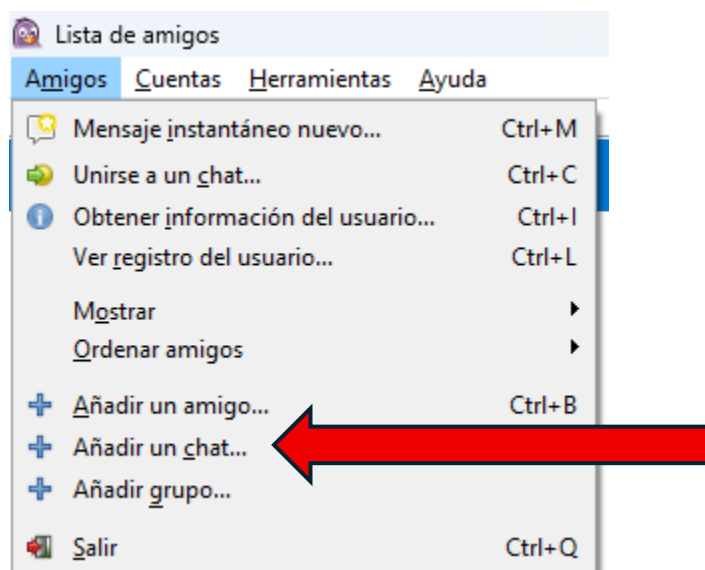 Lista de amigos
Amigos Cuentas Herramientas Ayuda
Mensaje instantáneo nuevo... Ctrl+M
Unirse a un chat... Ctrl+C
Obtener información del usuario... Ctrl+I
Ver registro del usuario... Ctrl+L
Mostrar
Ordenar amigos
Añadir un amigo... Ctrl+B
Añadir un chat...
Añadir grupo...
Salir Ctrl+Q